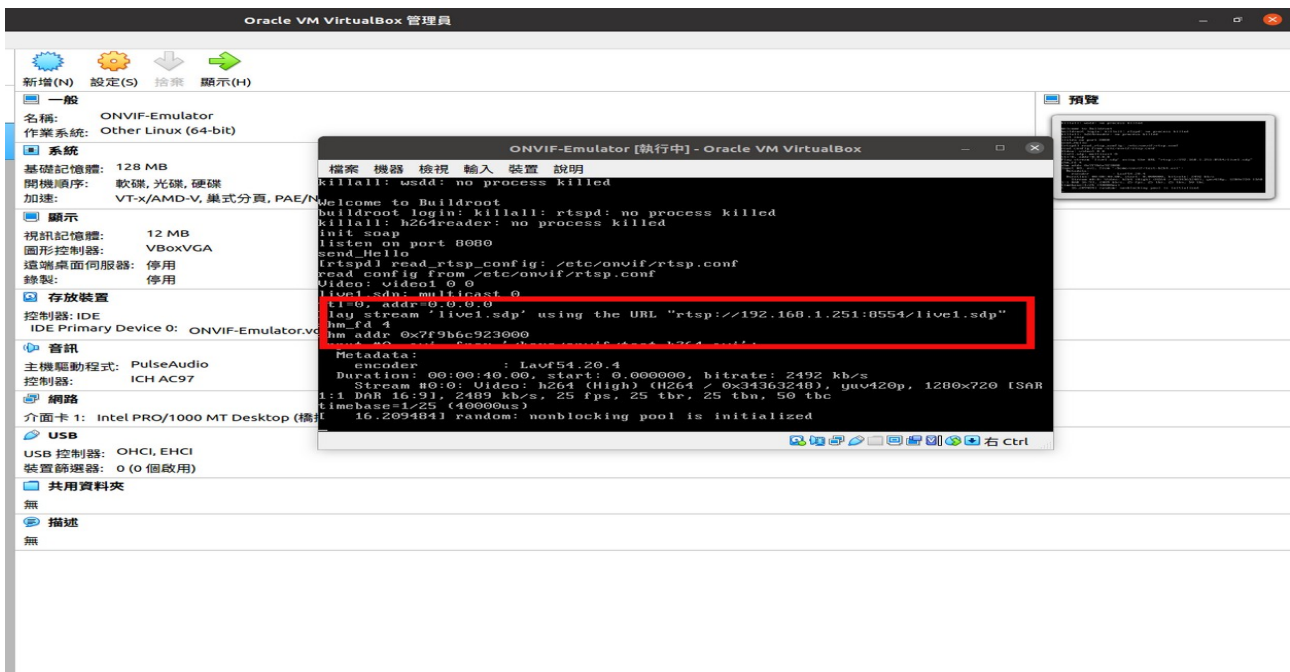 Oracle VM VirtualBox 管理員
新增(N) 設定(S) 捨棄 顯示(H)
一般
名稱: ONVIF-Emulator
作業系統: Other Linux (64-bit)
系統
基礎記憶體: 128 MB
開機順序: 軟碟, 光碟, 硬碟
加速: VT-x/AMD-V, 巢式分頁, PAE/N
顯示
視訊記憶體: 12 MB
圖形控制器: VBoxVGA
遠端桌面伺服器: 停用
錄製: 停用
存放裝置
控制器: IDE
IDE Primary Device 0: ONVIF-Emulator.vd
音訊
主機驅動程式: PulseAudio
控制器: ICH AC97
網路
介面卡 1: Intel PRO/1000 MT Desktop (橋
USB
USB 控制器: OHCI, EHCI
裝置篩選器: 0 (0 個啟用)
共用資料夾
無
描述
無
預覽
ONVIF-Emulator [執行中] - Oracle VM VirtualBox
檔案 機器 檢視 輸入 裝置 說明
killall: wsdd: no process killed
Welcome to Buildroot
buildroot login: killall: rtspd: no process killed
killall: h264reader: no process killed
init soap
listen on port 8080
send_Hello
[rtspd] read_rtsp_config: /etc/onvif/rtsp.conf
read config from /etc/onvif/rtsp.conf
Video: video1 0 0
live1.sdp: multicast 0
ttl=0, addr=0.0.0.0
lay stream 'live1.sdp' using the URL "rtsp://192.168.1.251:8554/live1.sdp"
hm_fd 4
hm addr 0x7f9b6c923000
Metadata:
encoder : Lavf54.20.4
Duration: 00:00:40.00, start: 0.000000, bitrate: 2492 kb/s
Stream #0:0: Video: h264 (High) (H264 / 0x34363248), yuv420p, 1280x720 [SAR
1:1 DAR 16:9], 2489 kb/s, 25 fps, 25 tbr, 25 tbn, 50 tbc
timebase=1/25 (40000us)
[ 16.209484] random: nonblocking pool is initialized
右 Ctrl